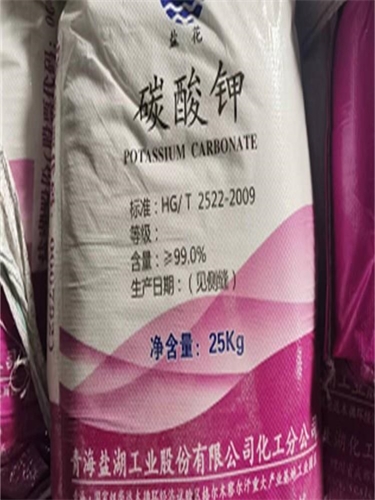 盐花
碳酸钾
POTASSIUM CARBONATE
标准：HG/T 2522-2009
等级：
含量：≥99.0%
生产日期：（见侧缝）
净含量：25Kg
青海盐湖工业股份有限公司化工分公司